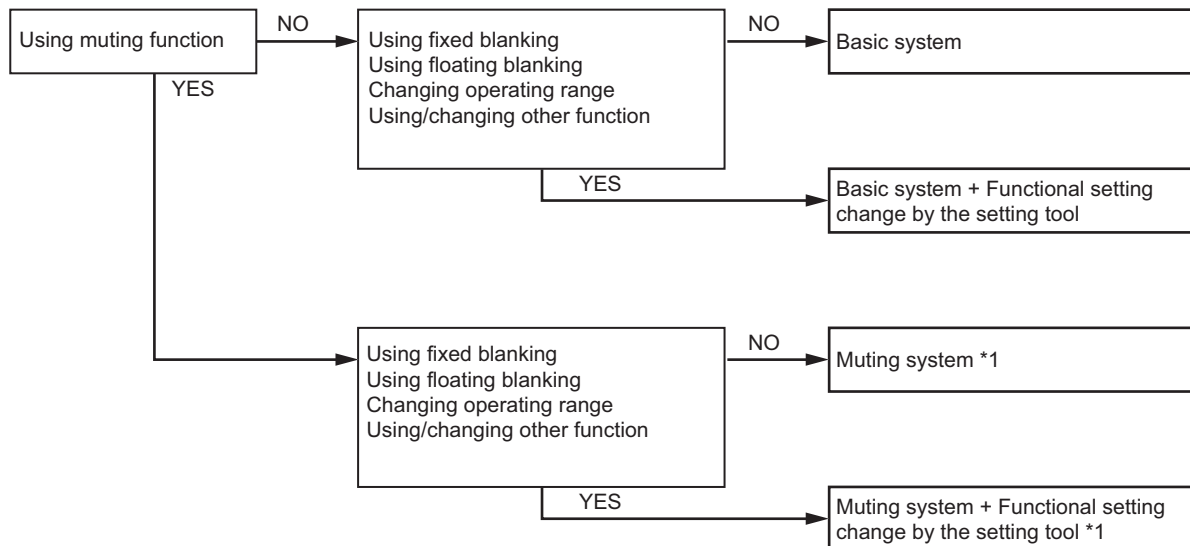 Using muting function
NO
YES
Using fixed blanking
Using floating blanking
Changing operating range
Using/changing other function
NO
Basic system
YES
Basic system + Functional setting
change by the setting tool
Using fixed blanking
Using floating blanking
Changing operating range
Using/changing other function
NO
Muting system *1
YES
Muting system + Functional setting
change by the setting tool *1